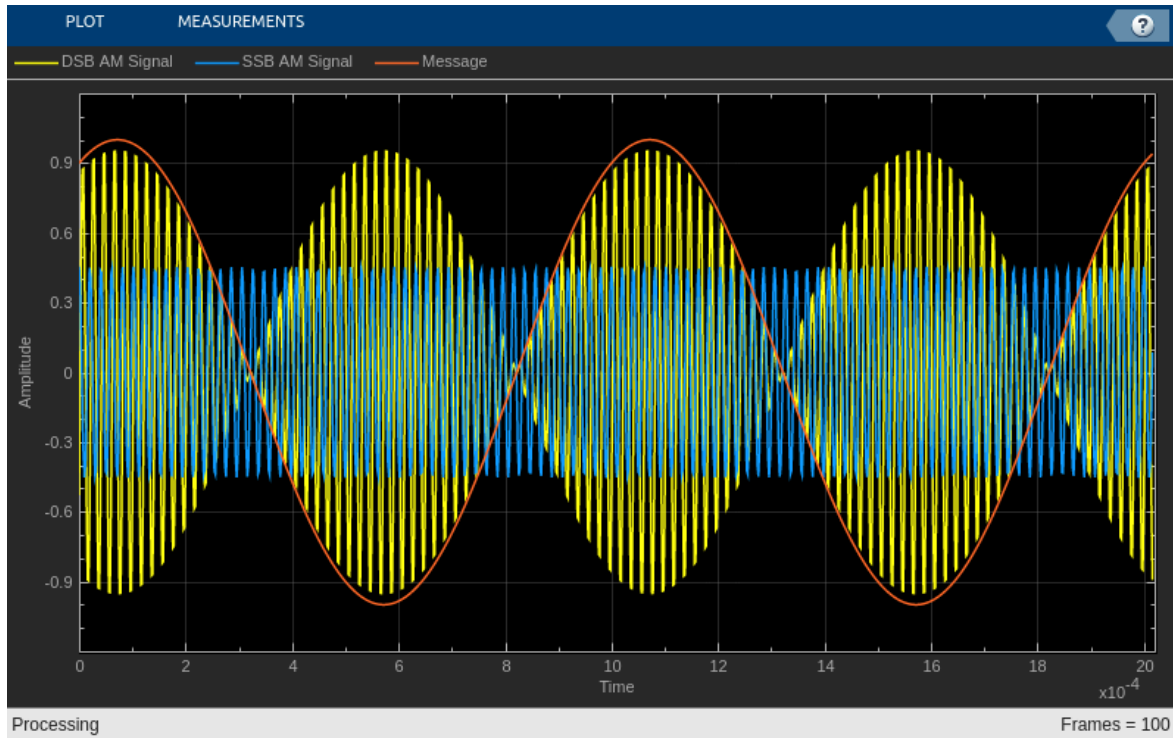 PLOT MEASUREMENTS ?
DSB AM Signal SSB AM Signal Message
0.9
0.6
0.3
0
-0.3
-0.6
-0.9
Amplitude
0 2 4 6 8 10 12 14 16 18 20
Time
x10-4
Processing Frames = 100